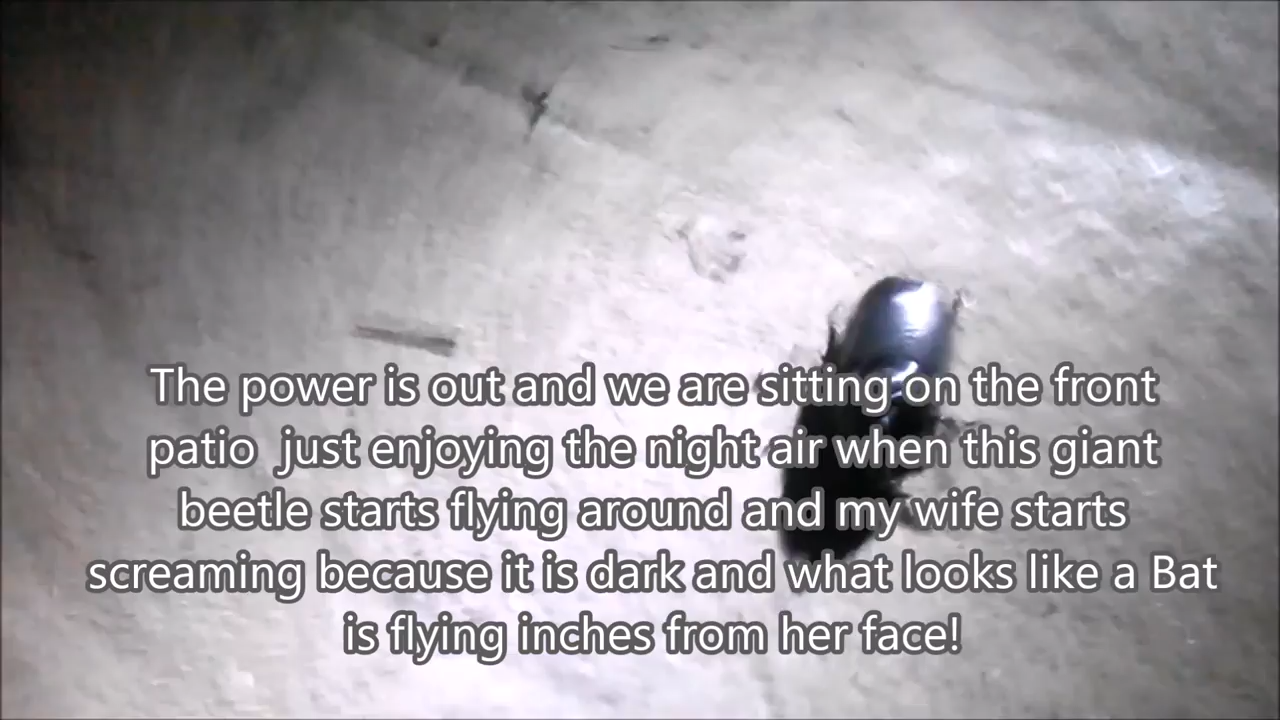 The power is out and we are sitting on the front
patio  just enjoying the night air when this giant
beetle starts flying around and my wife starts
screaming because it is dark and what looks like a Bat
is flying inches from her face!